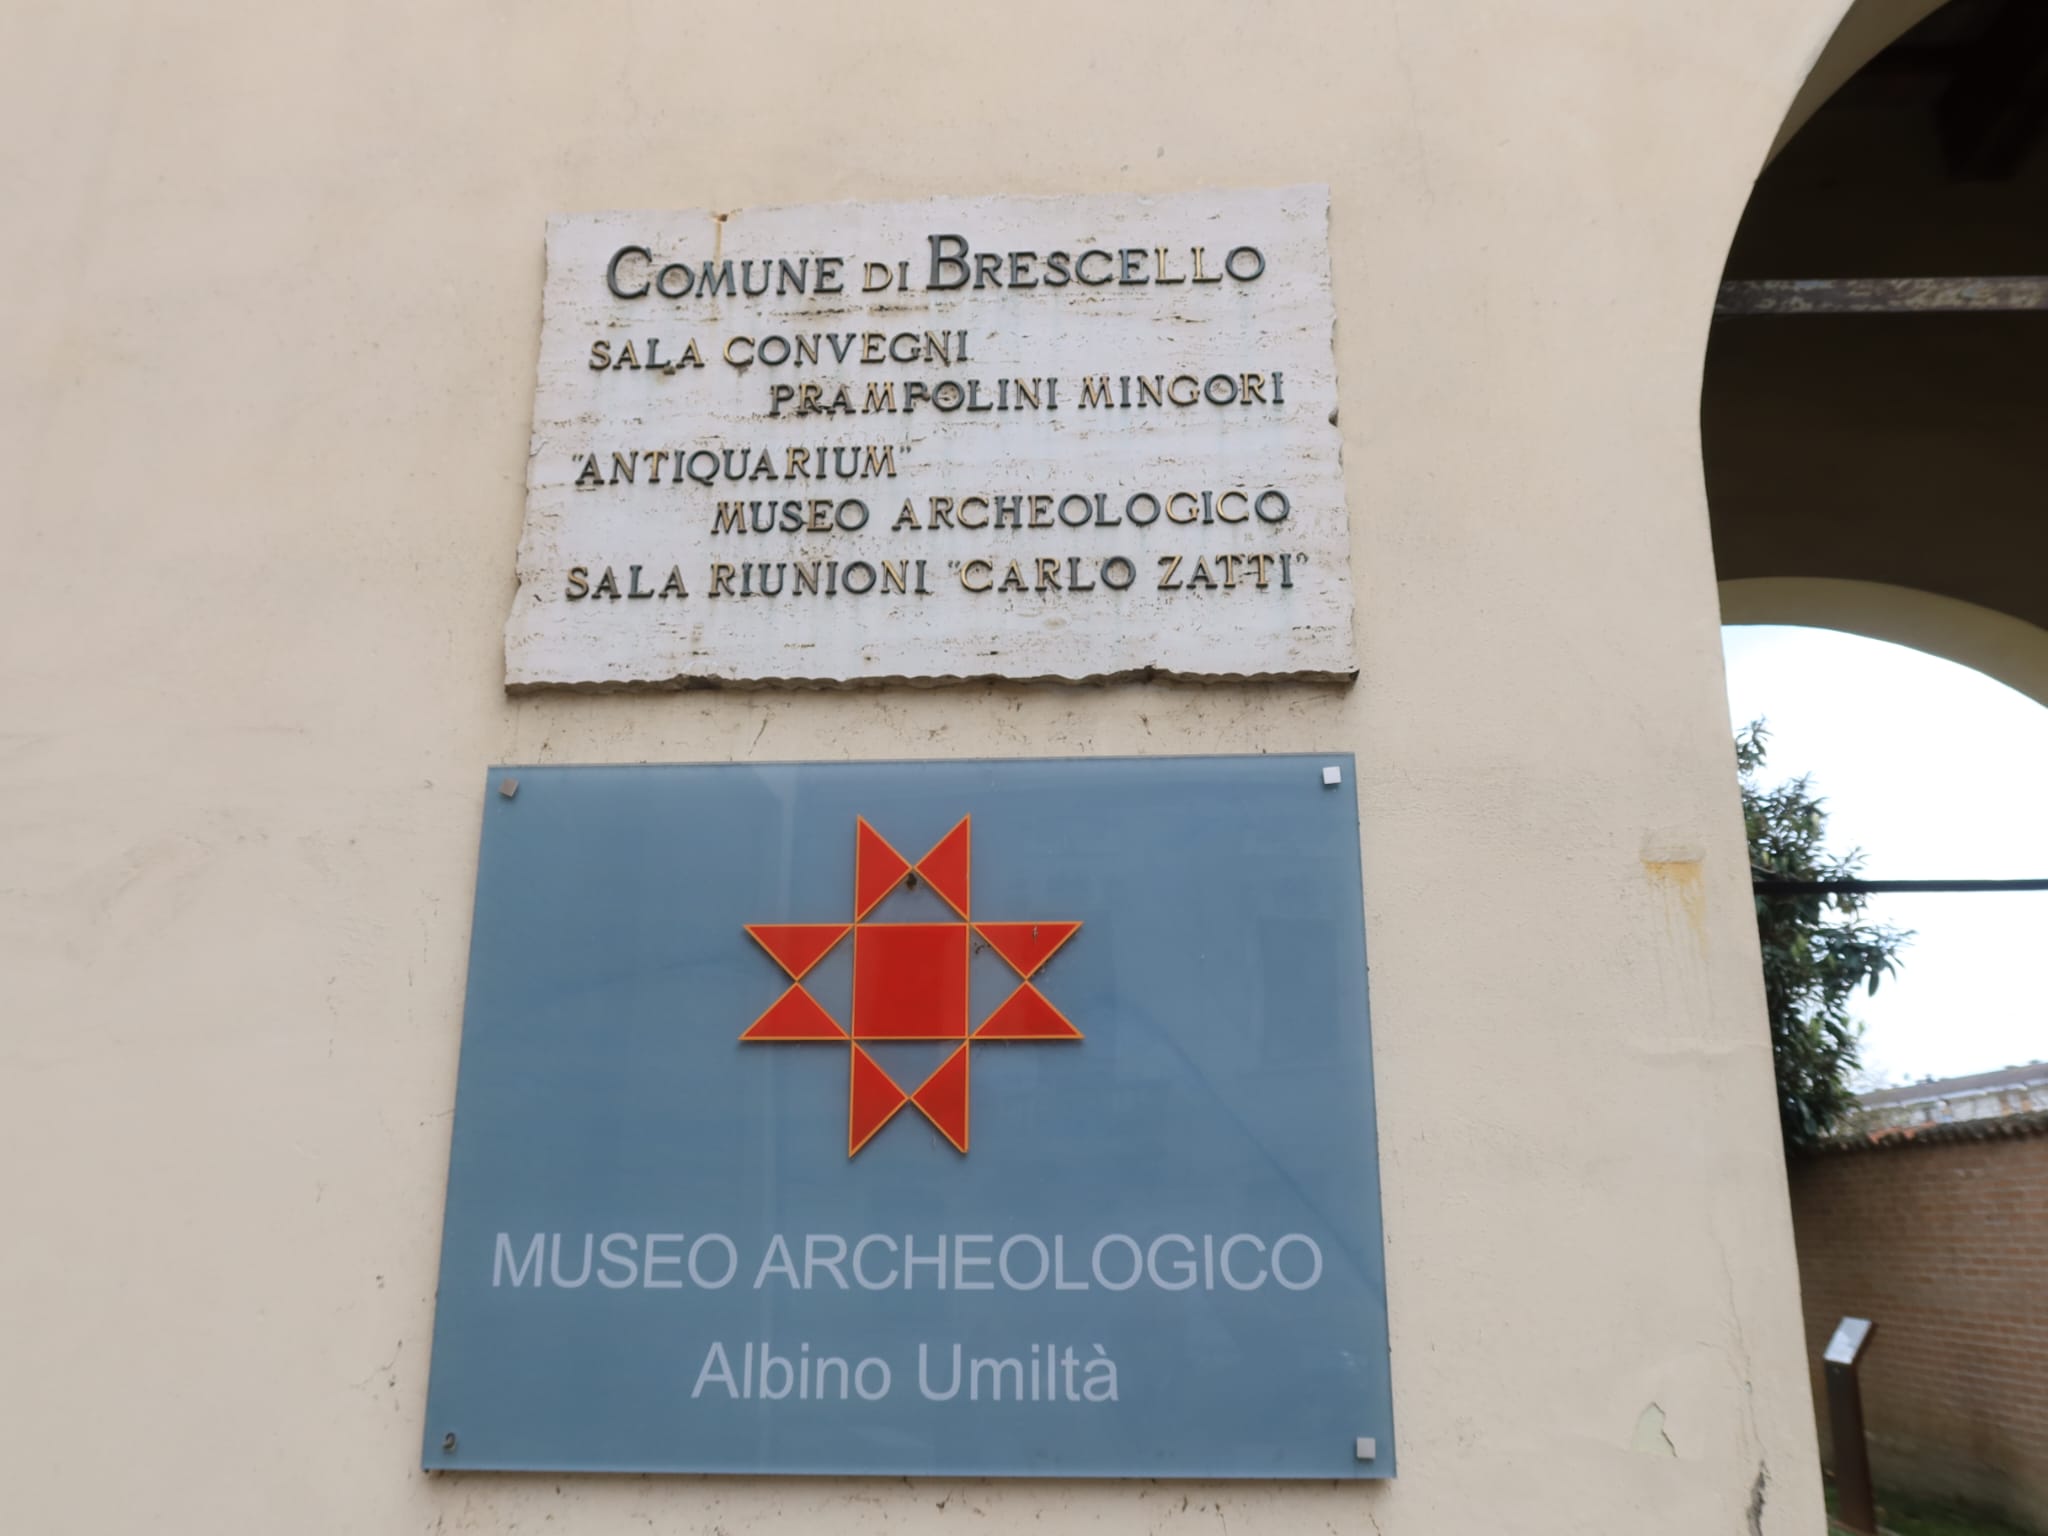 COMUNE DI BRESCELLO
SALA CONVEGNI
PRAMPOLINI MINGORI
"ANTIQUARIUM"
MUSEO ARCHEOLOGICO
SALA RIUNIONI "CARLO ZATTI"
MUSEO ARCHEOLOGICO
Albino Umiltà